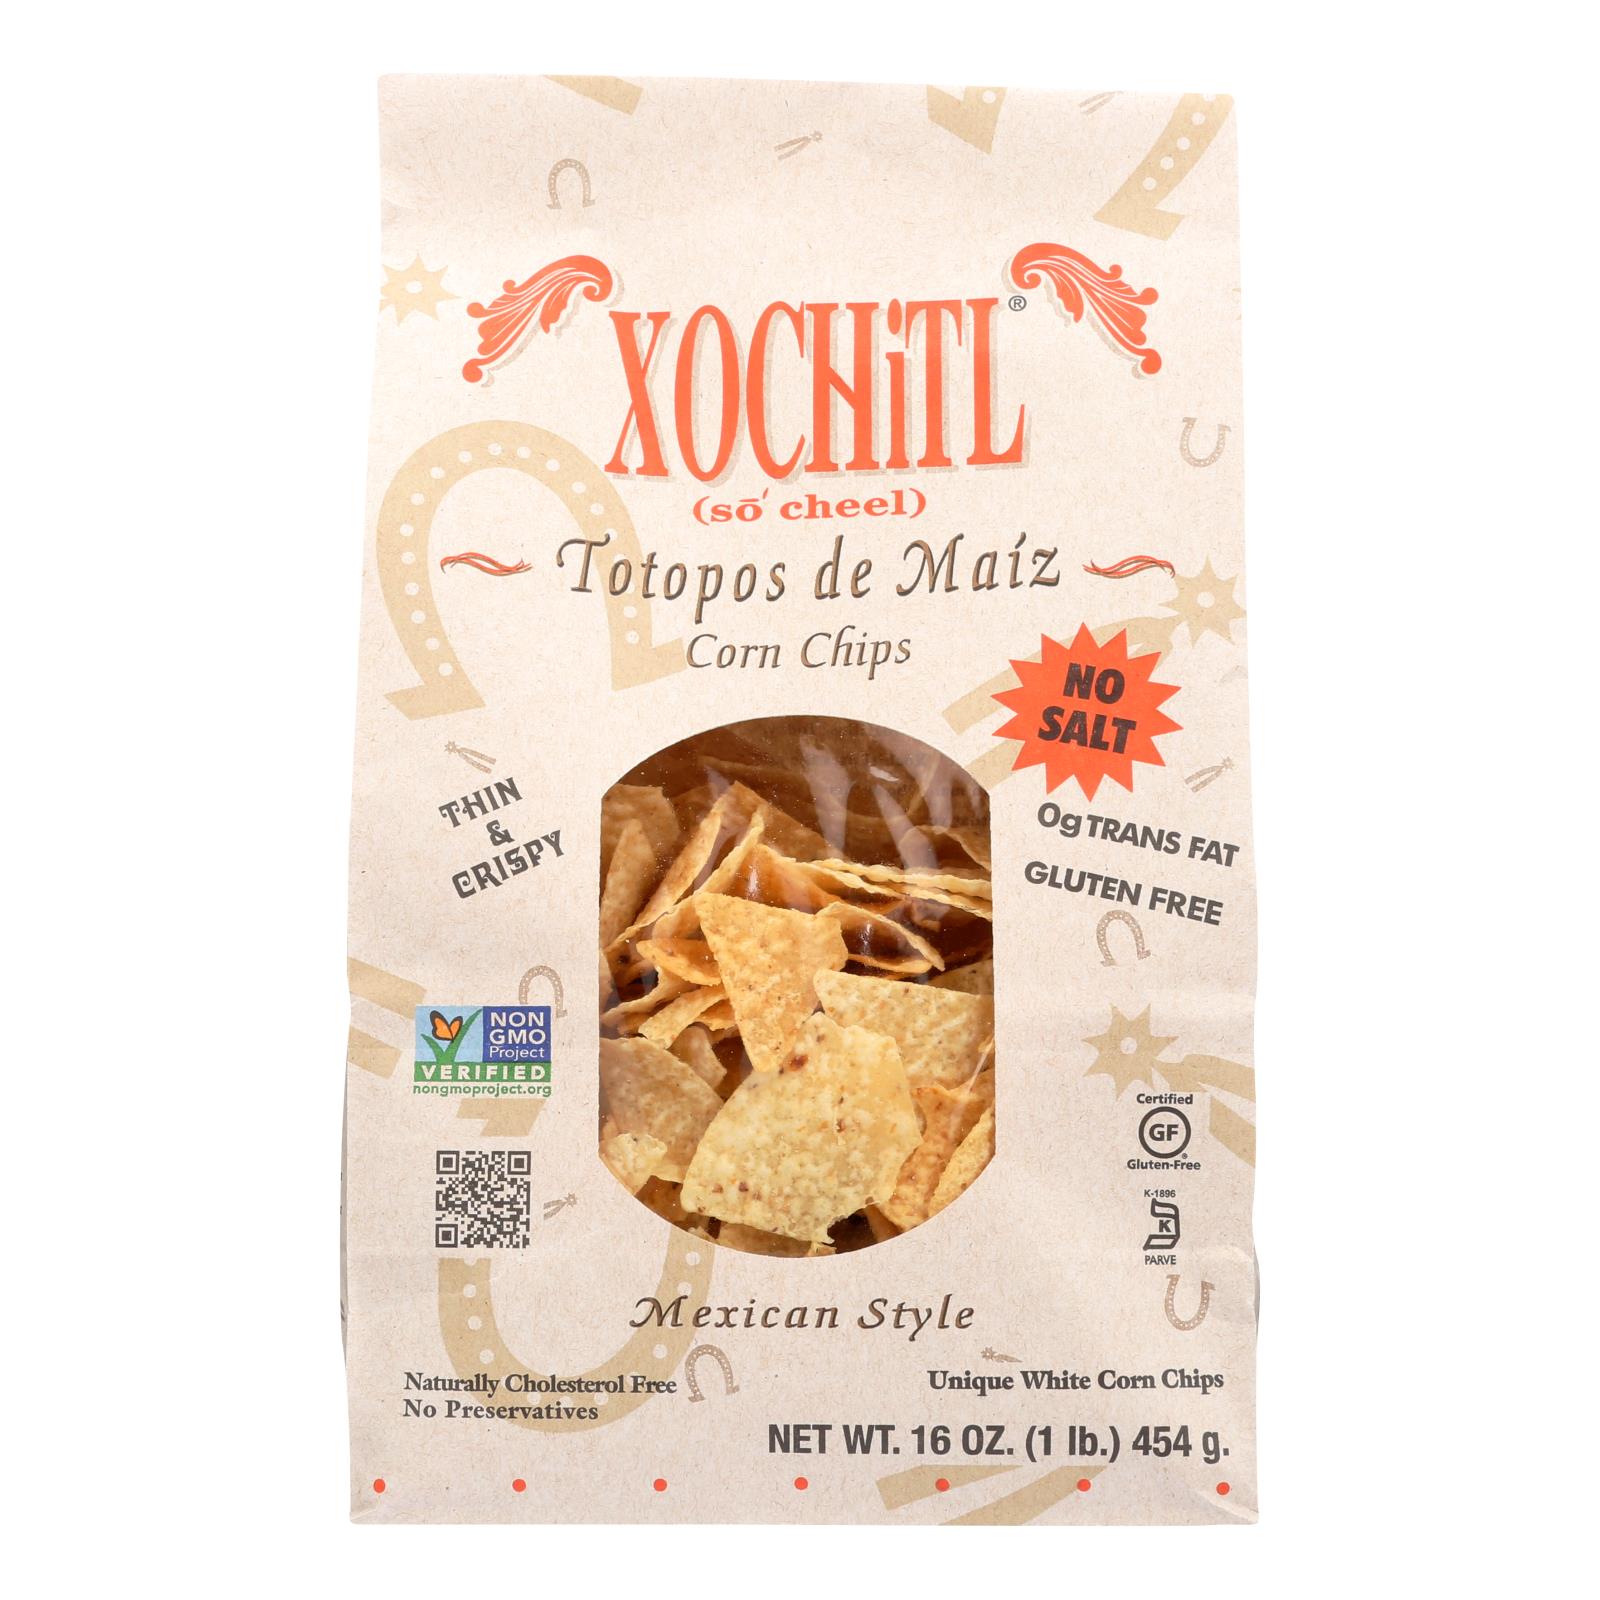 XOCHiTL®
(sō' cheel)
Totopos de Maíz
Corn Chips
NO
SALT
THIN
&
CRISPY
0g TRANS FAT
GLUTEN FREE
NON
GMO
Project
VERIFIED
nongmoproject.org
Certified
GF®
Gluten-Free
K-1896
K
PARVE
Mexican Style
Naturally Cholesterol Free
No Preservatives
Unique White Corn Chips
NET WT. 16 OZ. (1 lb.) 454 g.